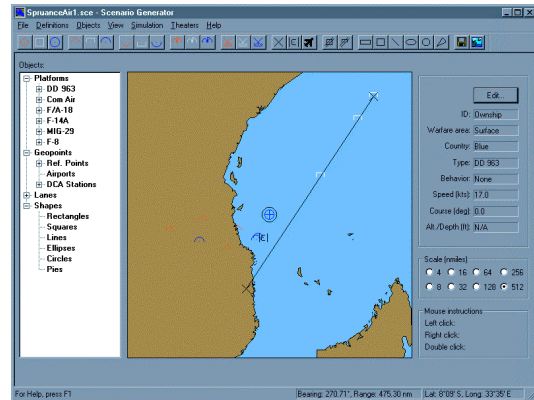 SpruanceAir1.sce - Scenario Generator
File Definitions Objects View Simulation Theaters Help
Objects:
Platforms
DD 963
Com Air
F/A-18
F-14A
MIG-29
F-8
Geopoints
Ref. Points
Airports
DCA Stations
Lanes
Shapes
Rectangles
Squares
Lines
Ellipses
Circles
Pies
Edit...
ID: Ownship
Warfare area: Surface
Country: Blue
Type: DD 963
Behavior: None
Speed (kts): 17.0
Course (deg): 0.0
Alt./Depth (ft): N/A
Scale (nmiles)
4 16 64 256
8 32 128 512
Mouse instructions
Left click:
Right click:
Double click:
For Help, press F1
Bearing: 270.71°, Range: 475.30 nm
Lat: 8°09' S, Long: 33°35' E